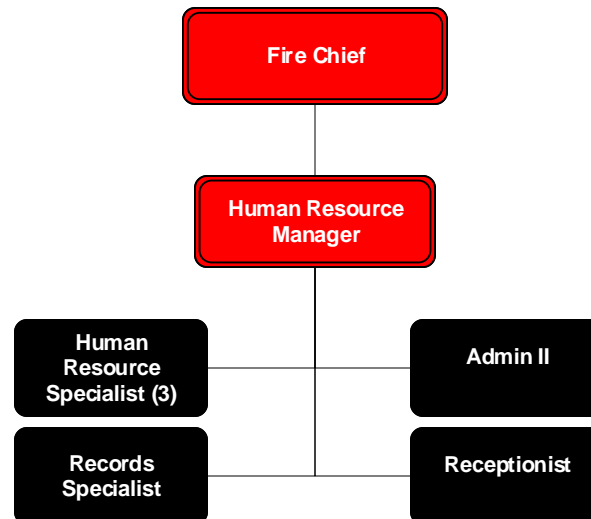 Fire Chief
Human Resource
Manager
Human
Resource
Specialist (3)
Admin II
Records
Specialist
Receptionist